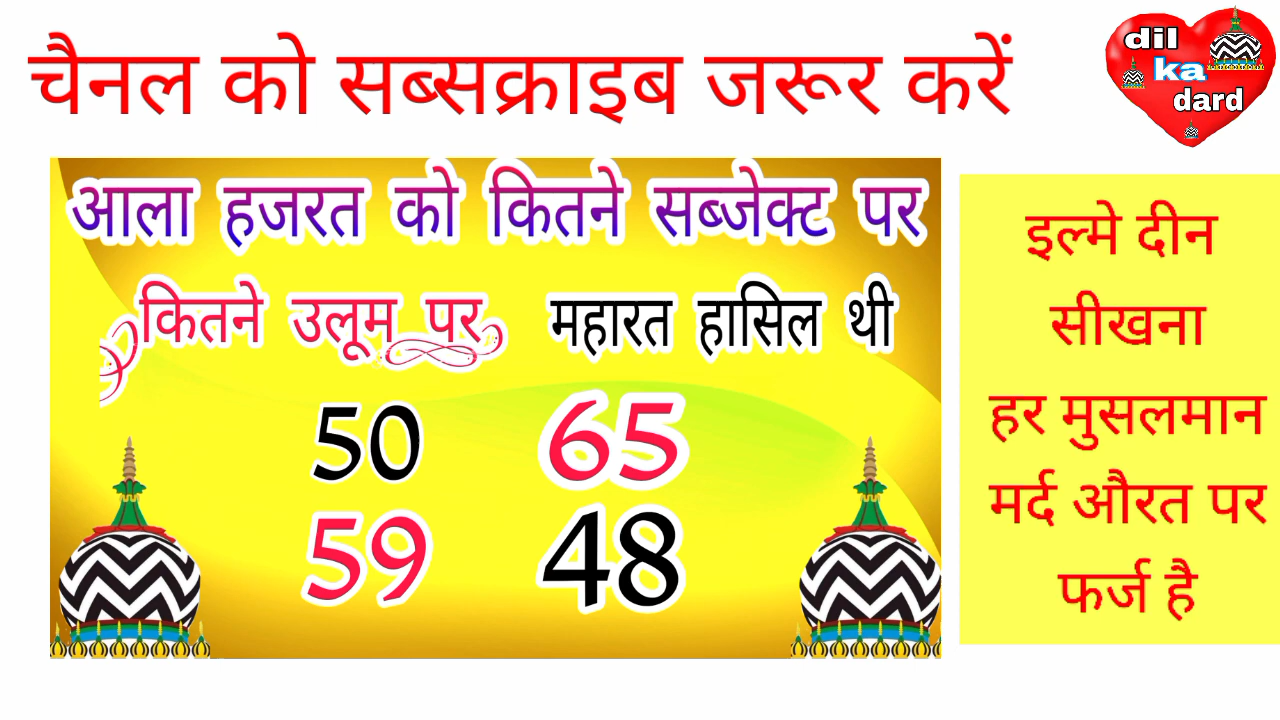 चैनल को सब्सक्राइब जरूर करें
dil
ka
dard
आला हजरत को कितने सब्जेक्ट पर
कितने उलूम पर महारत हासिल थी
50 65
59 48
इल्मे दीन
सीखना
हर मुसलमान
मर्द औरत पर
फर्ज है